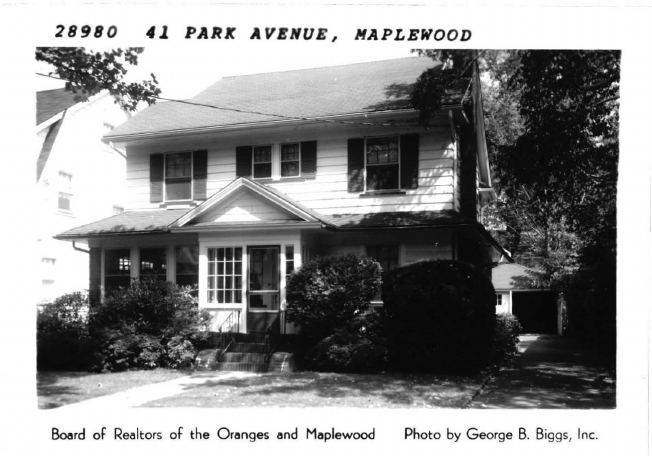 28980 41 PARK AVENUE, MAPLEWOOD
Board of Realtors of the Oranges and Maplewood Photo by George B. Biggs, Inc.